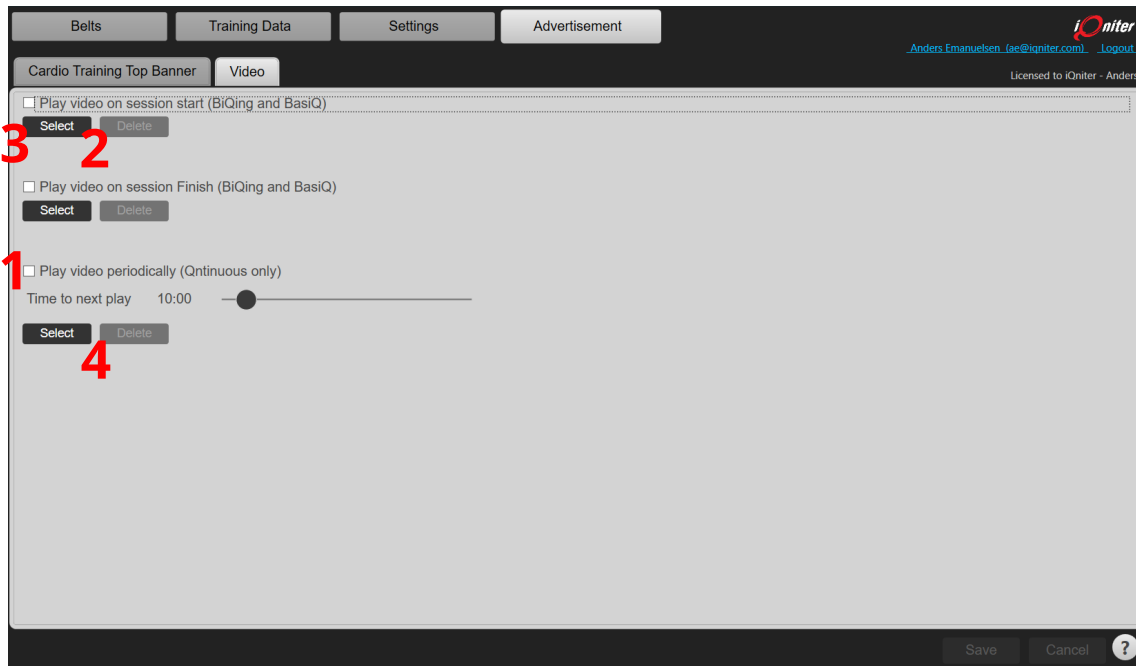 Belts Training Data Settings Advertisement
iQniter
Anders Emanuelsen (ae@iqniter.com) Logout
Cardio Training Top Banner Video
Licensed to iQniter - Anders
Play video on session start (BiQing and BasiQ)
Select Delete
3 2
Play video on session Finish (BiQing and BasiQ)
Select Delete
1
Play video periodically (Qntinuous only)
Time to next play 10:00
Select Delete
4
Save Cancel ?